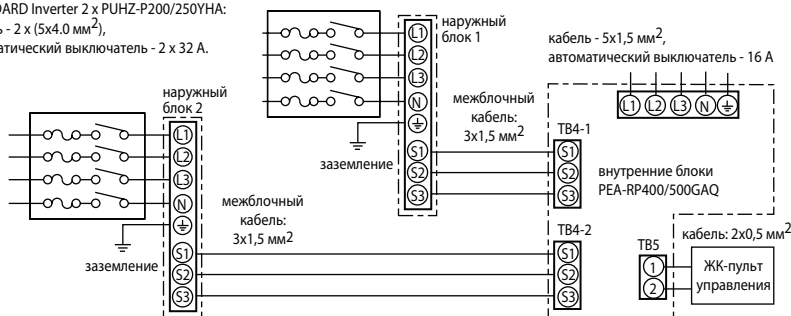 DARD Inverter 2 x PUHZ-P200/250YHA:
- 2 x (5x4.0 мм2),
атический выключатель - 2 x 32 А.
наружный
блок 1
L1
L2
L3
N
S1
S2
S3
заземление
межблочный
кабель:
3x1,5 мм2
кабель - 5x1,5 мм2,
автоматический выключатель - 16 А
L1 L2 L3 N
TB4-1
S1
S2
S3
внутренние блоки
PEA-RP400/500GAQ
наружный
блок 2
L1
L2
L3
N
S1
S2
S3
заземление
межблочный
кабель:
3x1,5 мм2
TB4-2
S1
S2
S3
TB5
1
2
кабель: 2x0,5 мм2
ЖК-пульт
управления